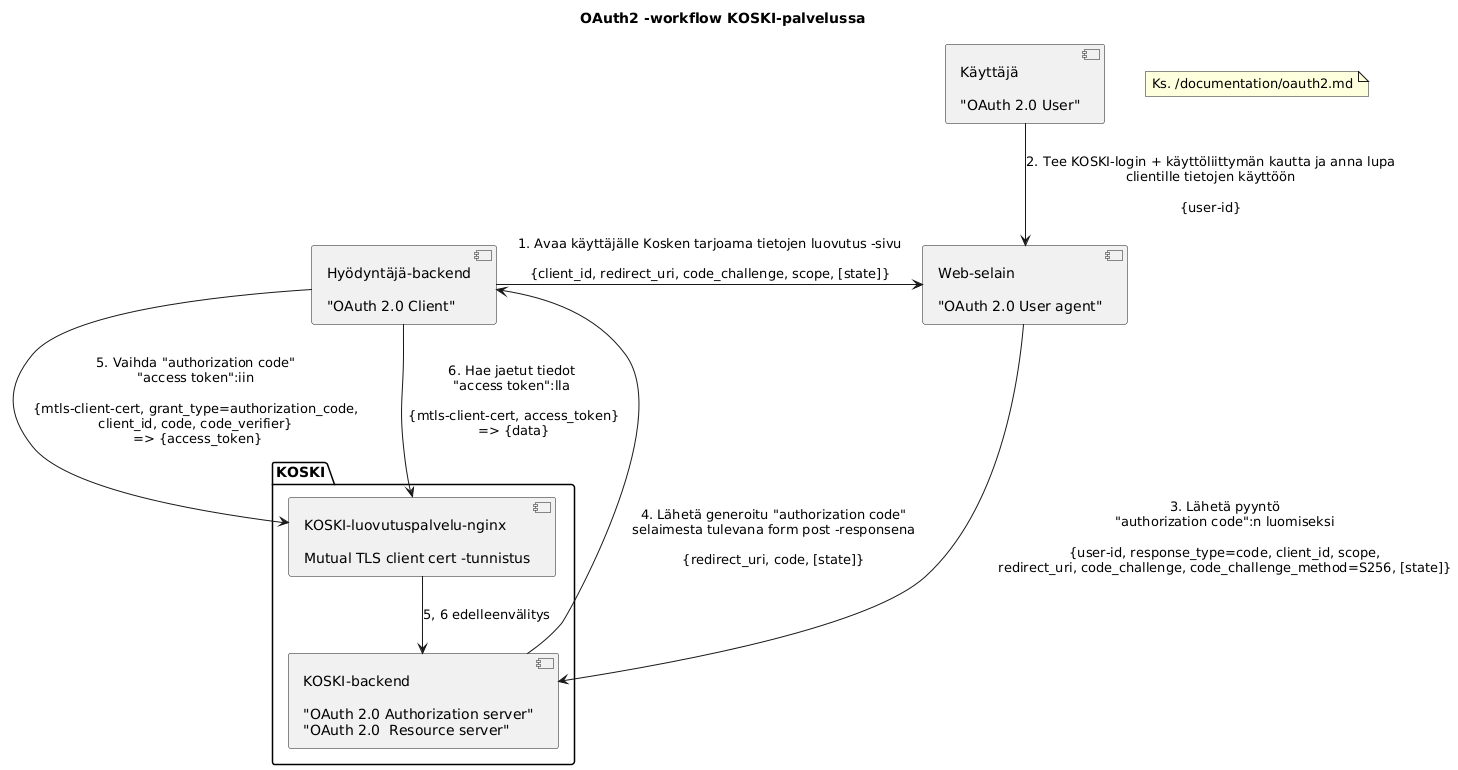 OAuth2 -workflow KOSKI-palvelussa
Käyttäjä
"OAuth 2.0 User"
Ks. /documentation/oauth2.md
2. Tee KOSKI-login + käyttöliittymän kautta ja anna lupa
clientille tietojen käyttöön
{user-id}
Hyödyntäjä-backend
"OAuth 2.0 Client"
1. Avaa käyttäjälle Kosken tarjoama tietojen luovutus -sivu
{client_id, redirect_uri, code_challenge, scope, [state]}
Web-selain
"OAuth 2.0 User agent"
5. Vaihda "authorization code"
"access token":iin
{mtls-client-cert, grant_type=authorization_code,
client_id, code, code_verifier}
=> {access_token}
6. Hae jaetut tiedot
"access token":lla
{mtls-client-cert, access_token}
=> {data}
KOSKI
KOSKI-luovutuspalvelu-nginx
Mutual TLS client cert -tunnistus
4. Lähetä generoitu "authorization code"
selaimesta tulevana form post -responsena
{redirect_uri, code, [state]}
3. Lähetä pyyntö
"authorization code":n luomiseksi
{user-id, response_type=code, client_id, scope,
redirect_uri, code_challenge, code_challenge_method=S256, [state]}
5, 6 edelleenvälitys
KOSKI-backend
"OAuth 2.0 Authorization server"
"OAuth 2.0  Resource server"